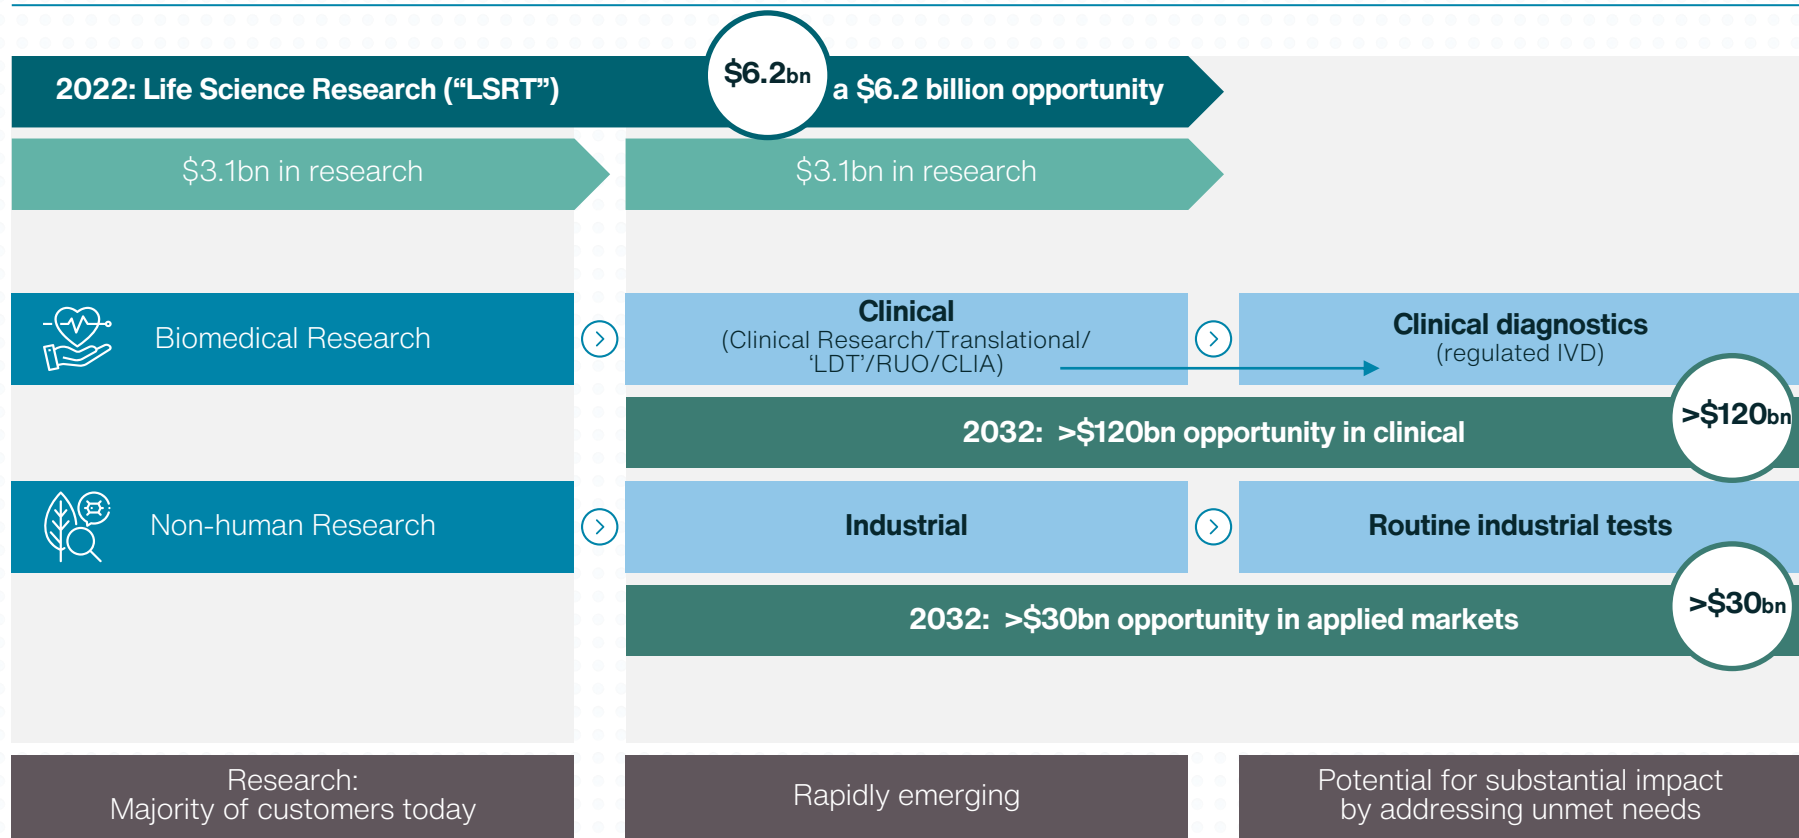 2022: Life Science Research (“LSRT”)
$6.2bn
a $6.2 billion opportunity
$3.1bn in research
$3.1bn in research
Biomedical Research
Clinical
(Clinical Research/Translational/
‘LDT’/RUO/CLIA)
Clinical diagnostics
(regulated IVD)
2032: >$120bn opportunity in clinical
>$120bn
Non-human Research
Industrial
Routine industrial tests
2032: >$30bn opportunity in applied markets
>$30bn
Research:
Majority of customers today
Rapidly emerging
Potential for substantial impact
by addressing unmet needs